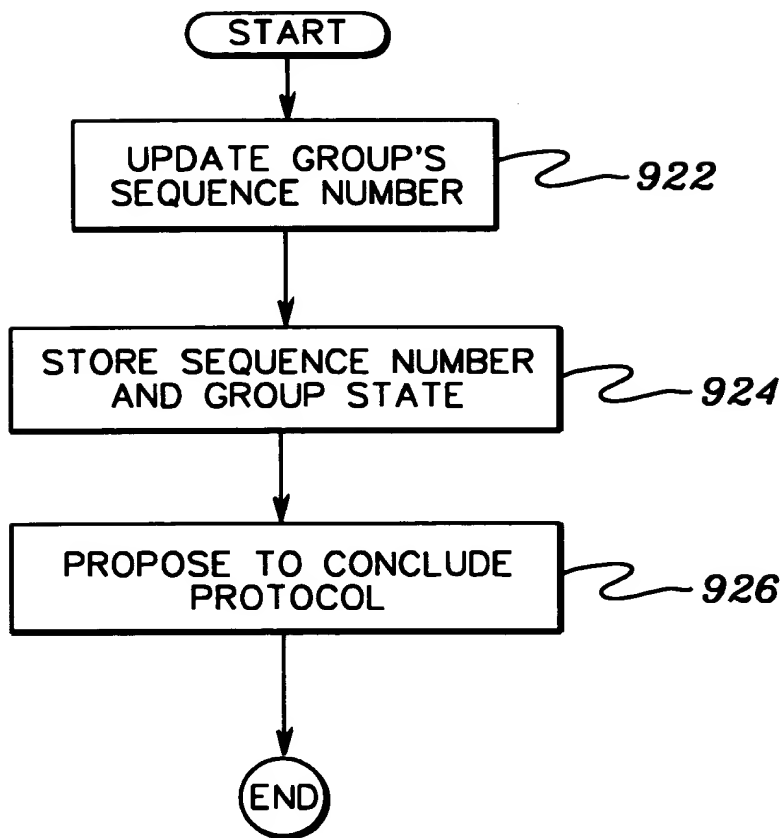 START
UPDATE GROUP'S
SEQUENCE NUMBER
922
STORE SEQUENCE NUMBER
AND GROUP STATE
924
PROPOSE TO CONCLUDE
PROTOCOL
926
END